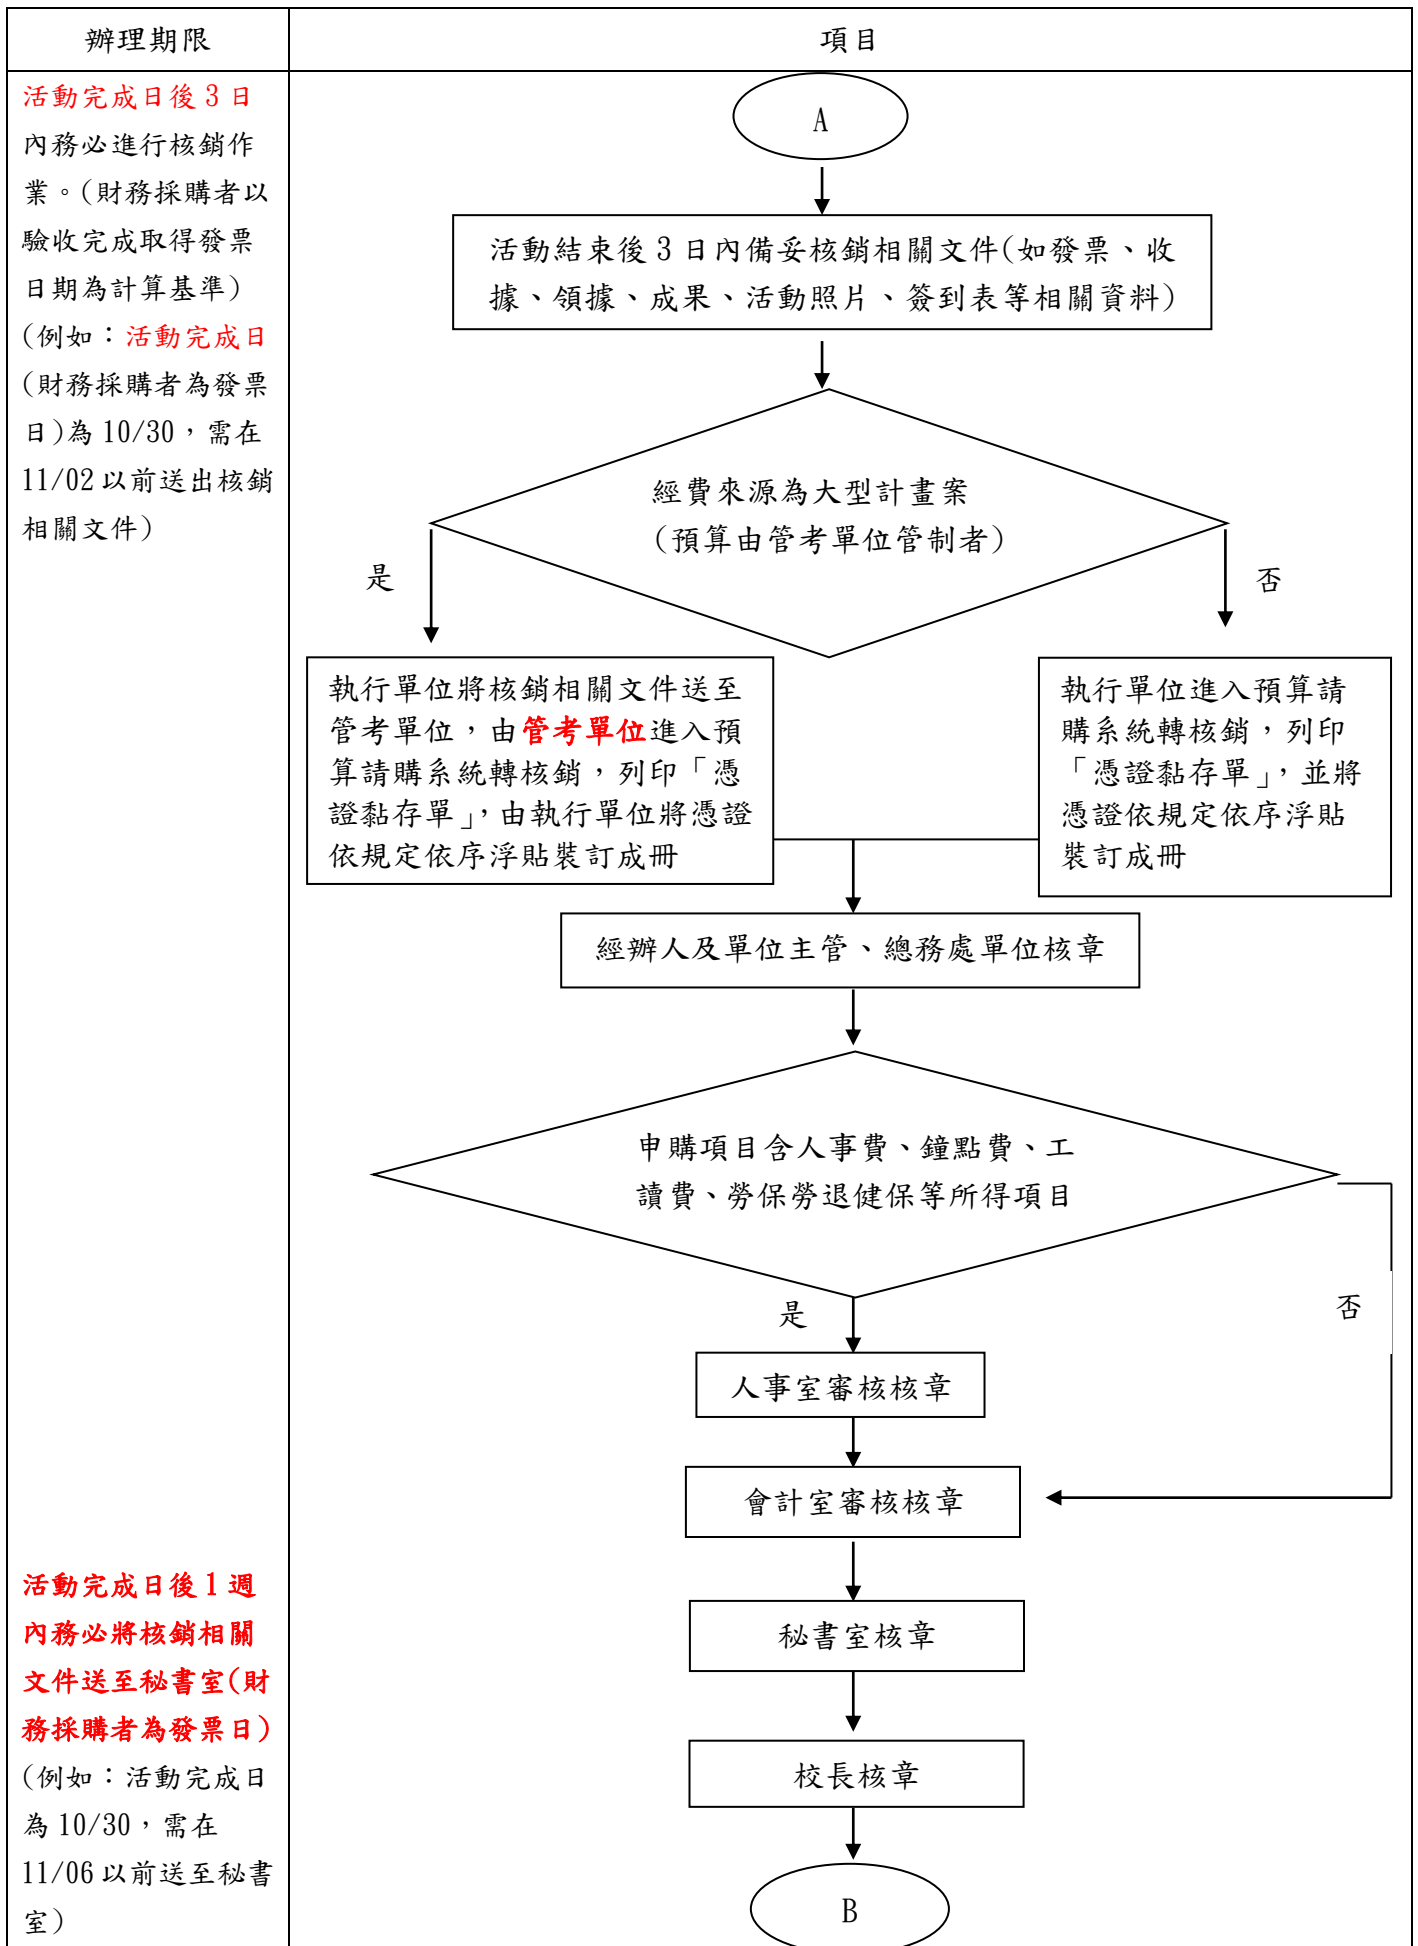 辦理期限
項目
活動完成日後 3 日
內務必進行核銷作
業。(財務採購者以
驗收完成取得發票
日期為計算基準)
(例如：活動完成日
(財務採購者為發票
日)為 10/30，需在
11/02 以前送出核銷
相關文件)
A
活動結束後 3 日內備妥核銷相關文件(如發票、收
據、領據、成果、活動照片、簽到表等相關資料)
經費來源為大型計畫案
(預算由管考單位管制者)
是
否
執行單位將核銷相關文件送至
管考單位，由管考單位進入預
算請購系統轉核銷，列印「憑
證黏存單」，由執行單位將憑證
依規定依序浮貼裝訂成冊
執行單位進入預算請
購系統轉核銷，列印
「憑證黏存單」，並將
憑證依規定依序浮貼
裝訂成冊
經辦人及單位主管、總務處單位核章
申購項目含人事費、鐘點費、工
讀費、勞保勞退健保等所得項目
是
否
人事室審核核章
會計室審核核章
秘書室核章
校長核章
B
活動完成日後 1 週
內務必將核銷相關
文件送至秘書室(財
務採購者為發票日)
(例如：活動完成日
為 10/30，需在
11/06 以前送至秘書
室)